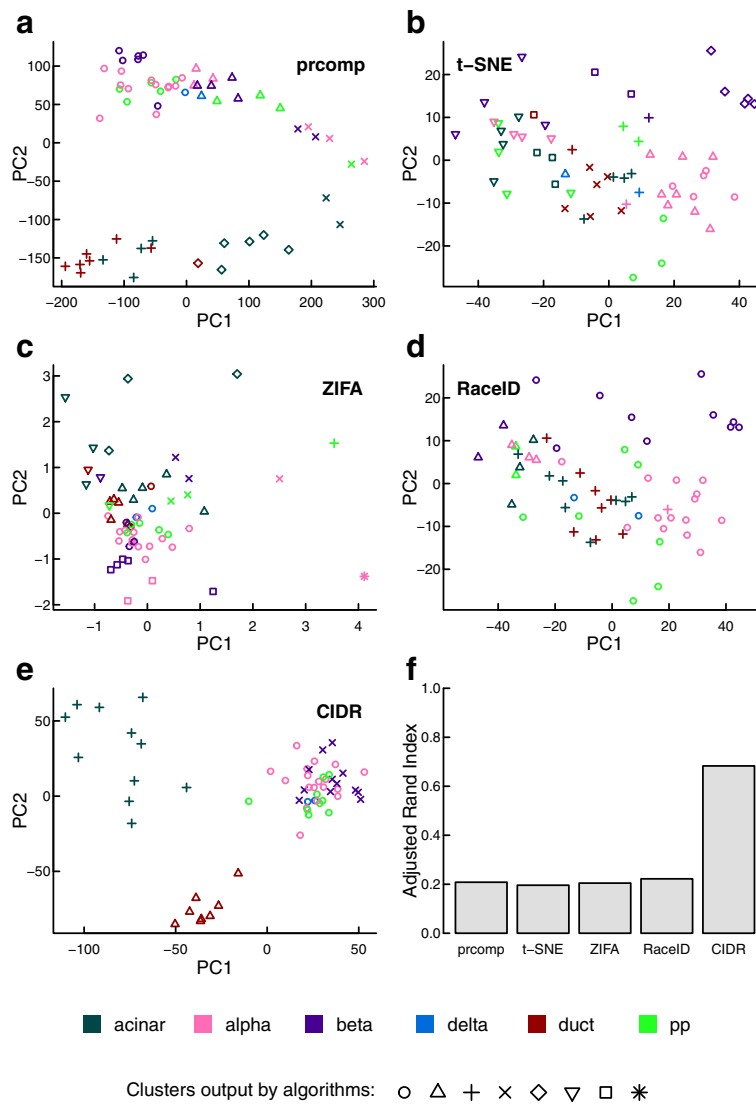 a
prcomp
100
50
0
−50
−100
−150
PC2
−200
−100
0
100
200
300
PC1
b
t−SNE
20
10
0
−10
−20
PC2
−40
−20
0
20
40
PC1
c
ZIFA
3
2
1
0
−1
−2
PC2
−1
0
1
2
3
4
PC1
d
RaceID
20
10
0
−10
−20
PC2
−40
−20
0
20
40
PC1
e
CIDR
50
0
−50
PC2
−100
−50
0
50
PC1
f
1.0
0.8
0.6
0.4
0.2
0.0
Adjusted Rand Index
prcomp
t−SNE
ZIFA
RaceID
CIDR
acinar alpha beta delta duct pp
Clusters output by algorithms: